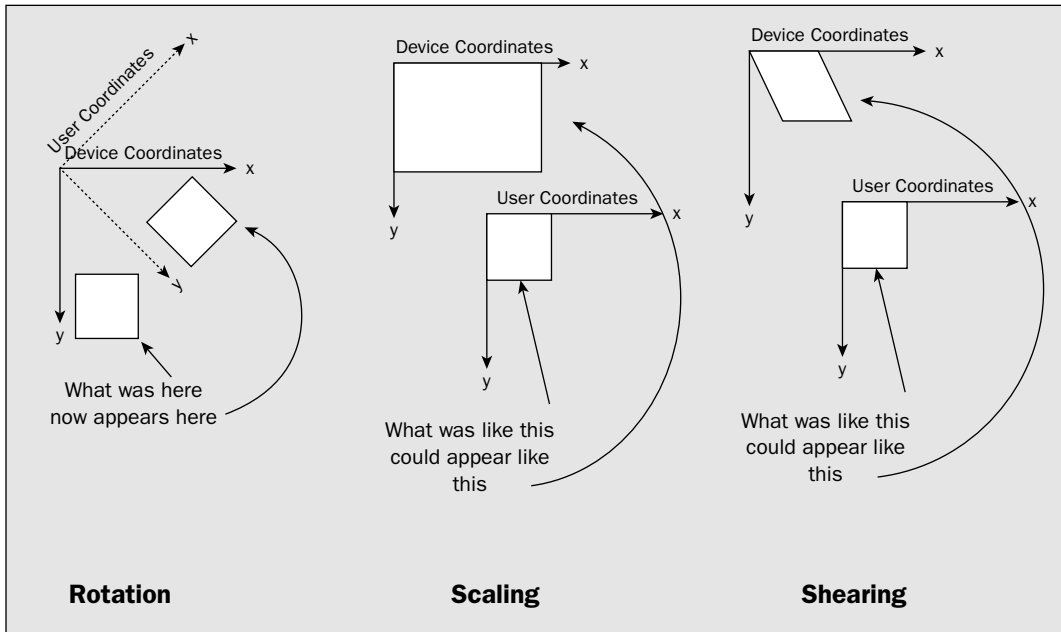 x
User Coordinates
Device Coordinates
x
y
y
What was here
now appears here
Rotation
Device Coordinates
x
User Coordinates
x
y
y
What was like this
could appear like
this
Scaling
Device Coordinates
x
User Coordinates
x
y
y
What was like this
could appear like
this
Shearing